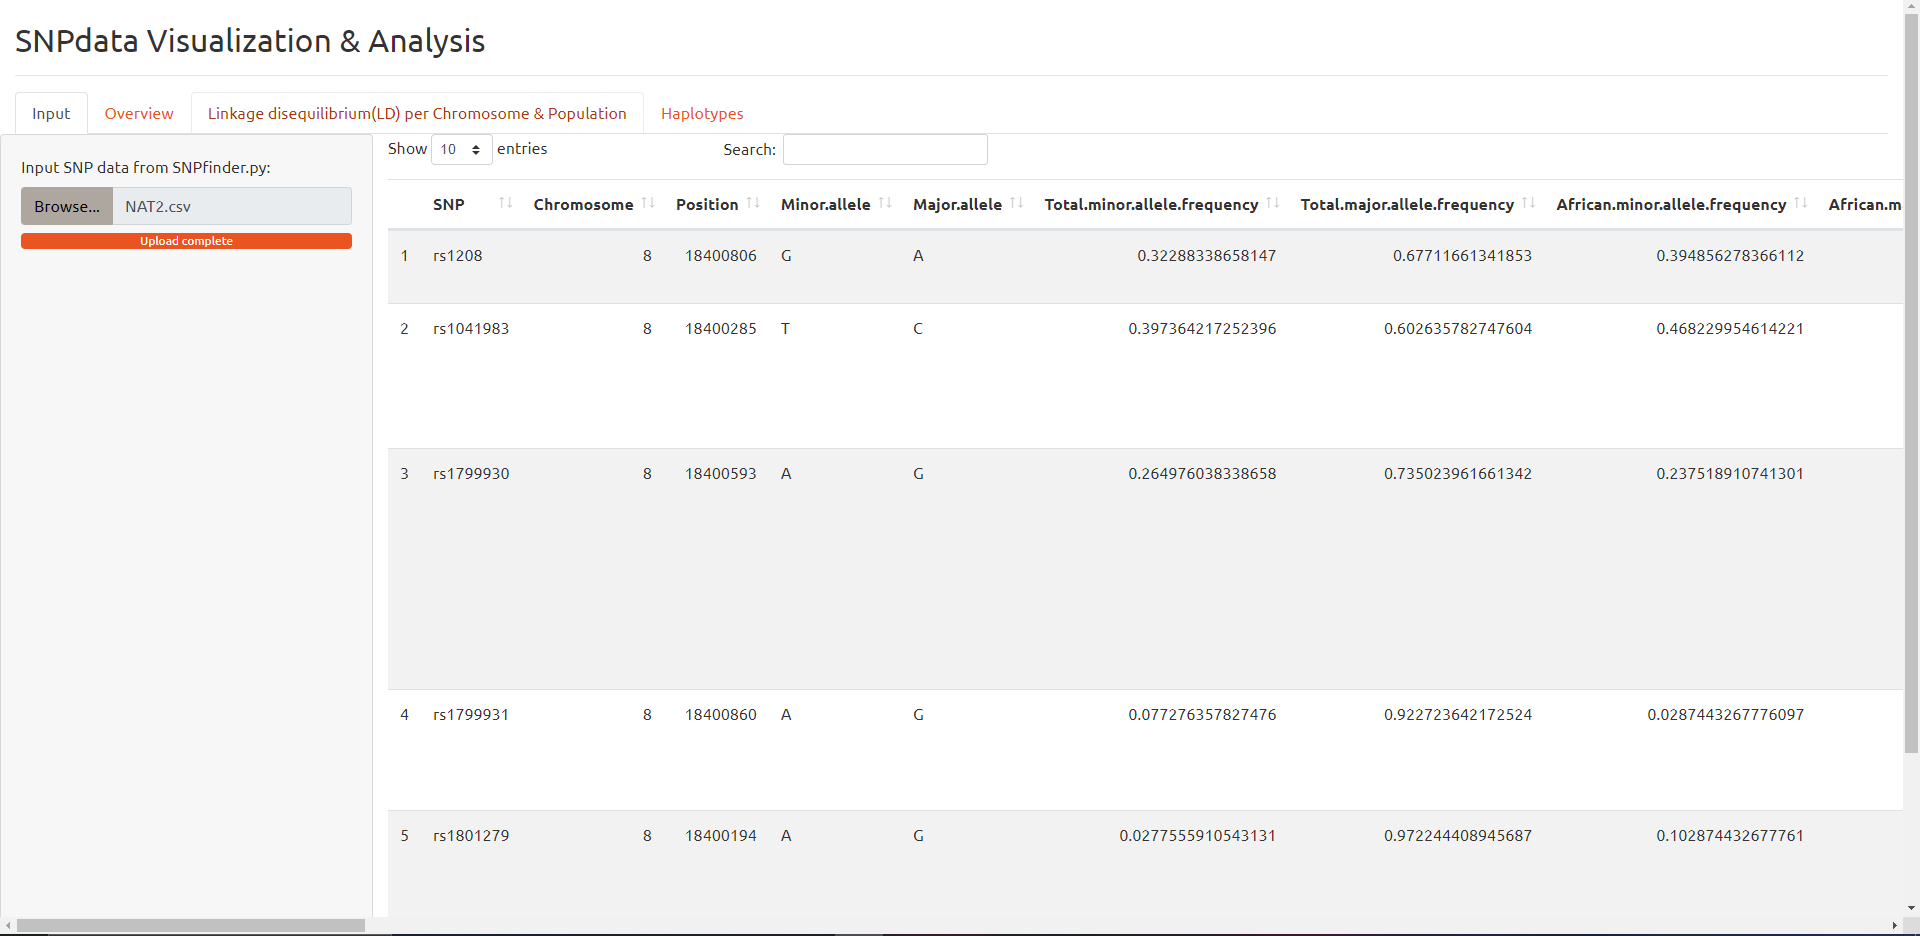 SNPdata Visualization & Analysis
Input Overview Linkage disequilibrium(LD) per Chromosome & Population Haplotypes
Input SNP data from SNPfinder.py:
Browse... NAT2.csv
Upload complete
Show 10 entries Search:
SNP Chromosome Position Minor.allele Major.allele Total.minor.allele.frequency Total.major.allele.frequency African.minor.allele.frequency African.m
1 rs1208 8 18400806 G A 0.32288338658147 0.67711661341853 0.394856278366112
2 rs1041983 8 18400285 T C 0.397364217252396 0.602635782747604 0.468229954614221
3 rs1799930 8 18400593 A G 0.264976038338658 0.735023961661342 0.237518910741301
4 rs1799931 8 18400860 A G 0.077276357827476 0.922723642172524 0.0287443267776097
5 rs1801279 8 18400194 A G 0.0277555910543131 0.972244408945687 0.102874432677761